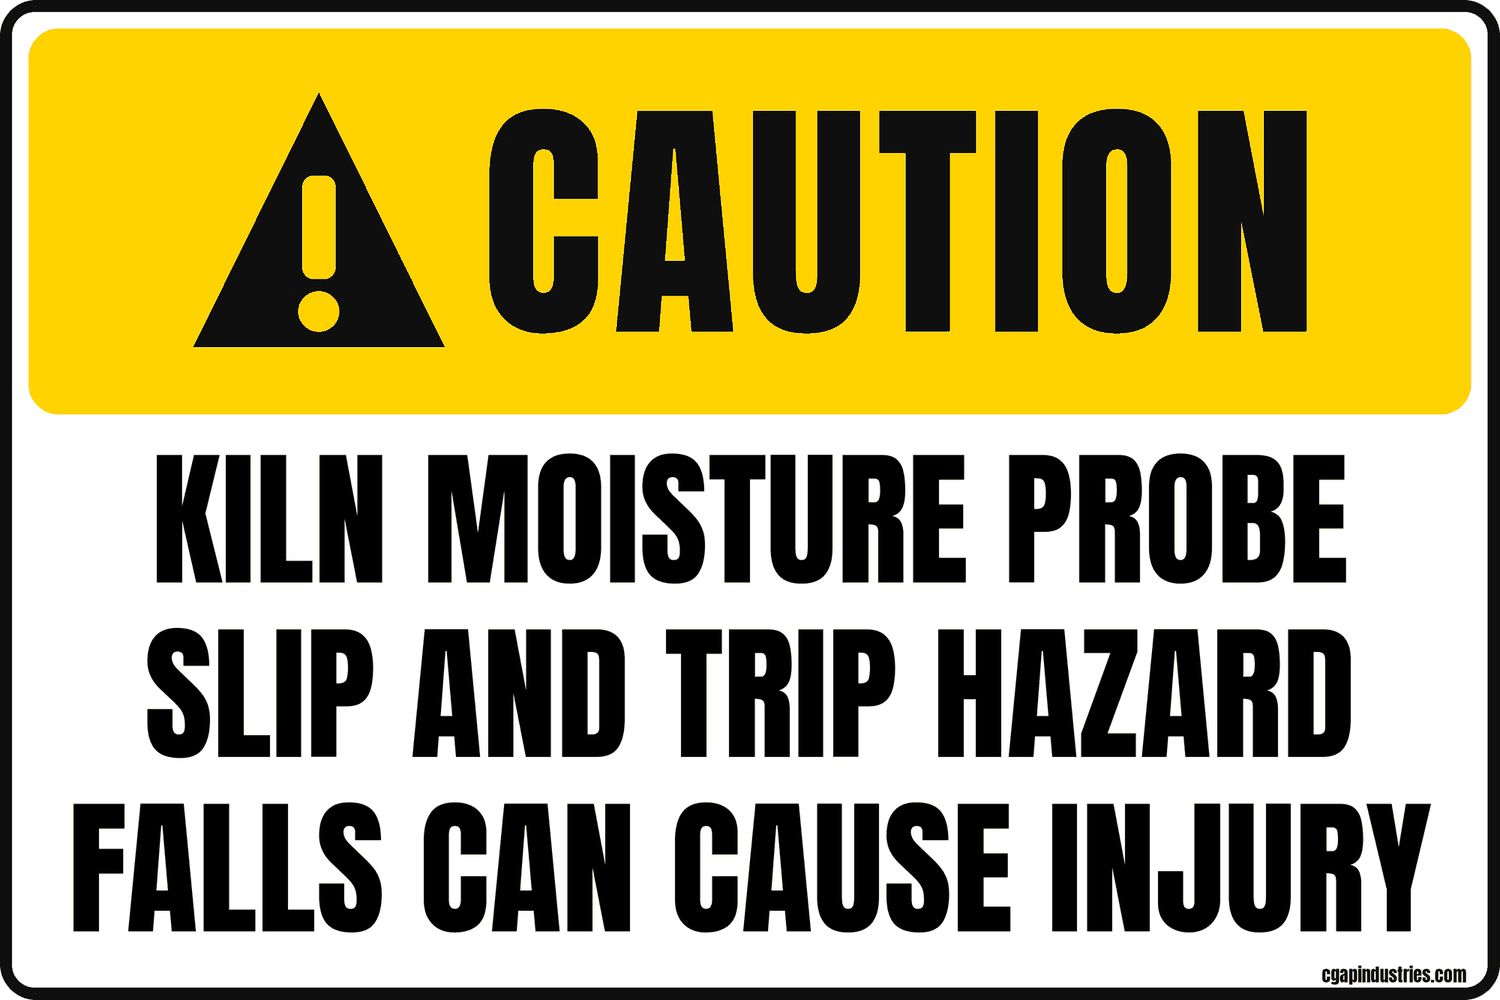 CAUTION
KILN MOISTURE PROBE
SLIP AND TRIP HAZARD
FALLS CAN CAUSE INJURY
cgapindustries.com